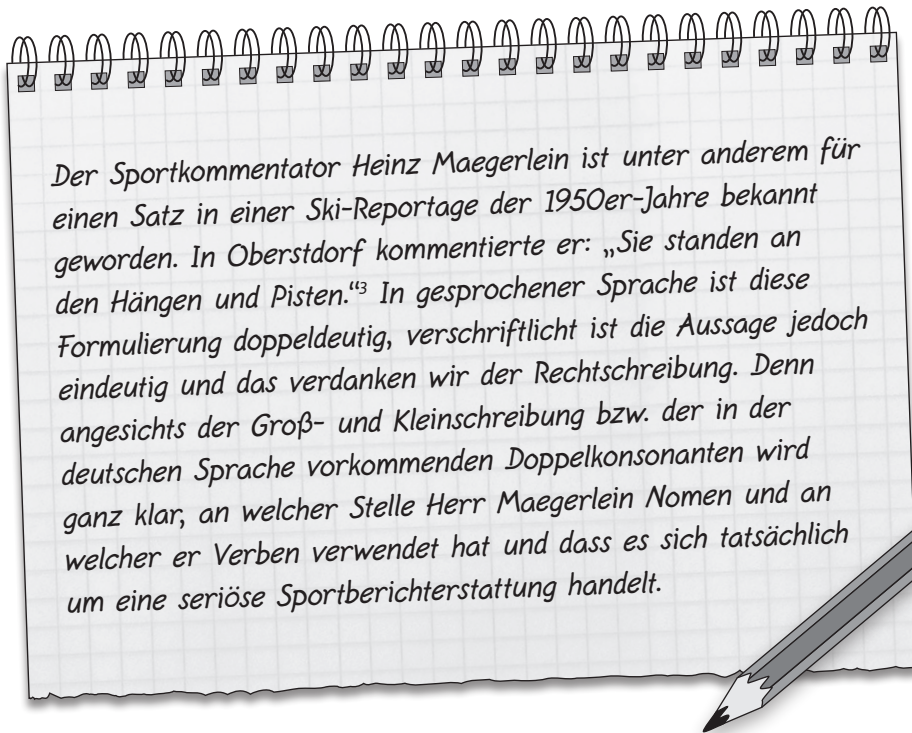 Der Sportkommentator Heinz Maegerlein ist unter anderem für
einen Satz in einer Ski-Reportage der 1950er-Jahre bekannt
geworden. In Oberstdorf kommentierte er: „Sie standen an
den Hängen und Pisten.“³ In gesprochener Sprache ist diese
Formulierung doppeldeutig, verschriftlicht ist die Aussage jedoch
eindeutig und das verdanken wir der Rechtschreibung. Denn
angesichts der Groß- und Kleinschreibung bzw. der in der
deutschen Sprache vorkommenden Doppelkonsonanten wird
ganz klar, an welcher Stelle Herr Maegerlein Nomen und an
welcher er Verben verwendet hat und dass es sich tatsächlich
um eine seriöse Sportberichterstattung handelt.